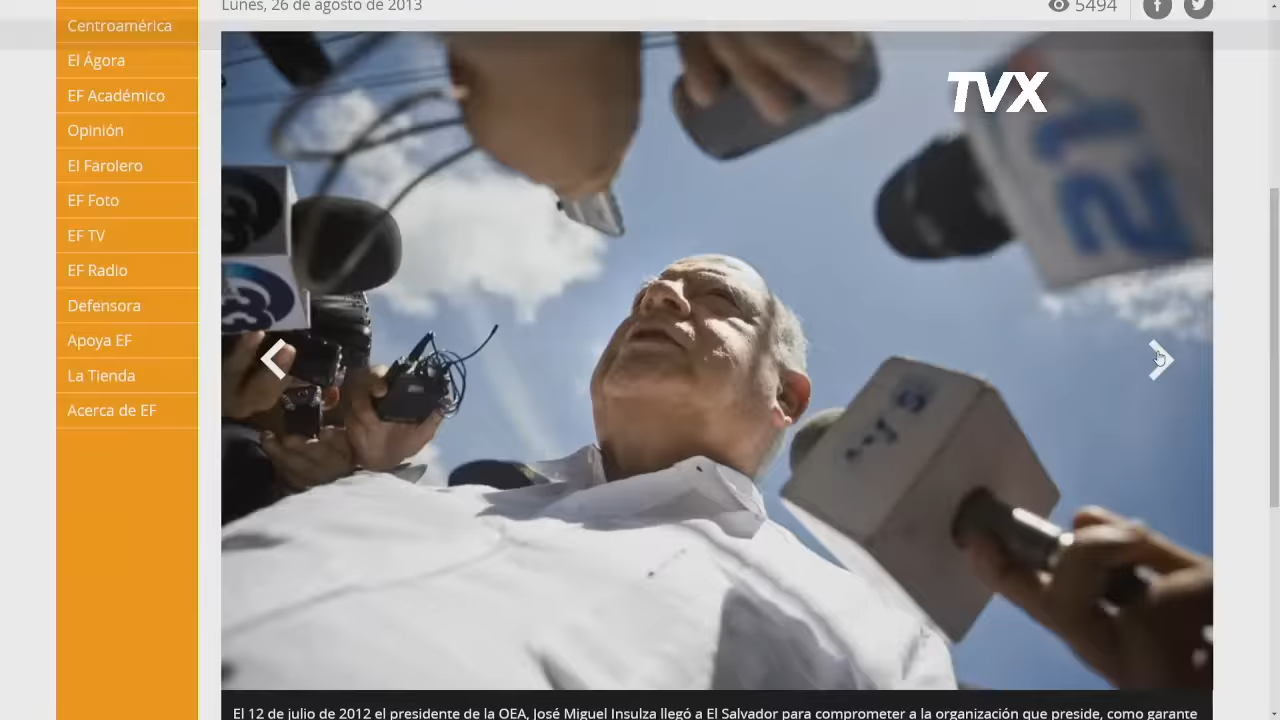 Lunes, 26 de agosto de 2013
5494
Centroamérica
El Ágora
EF Académico
Opinión
El Farolero
EF Foto
EF TV
EF Radio
Defensora
Apoya EF
La Tienda
Acerca de EF
TVX
21
El 12 de julio de 2012 el presidente de la OEA, José Miguel Insulza llegó a El Salvador para comprometer a la organización que preside, como garante